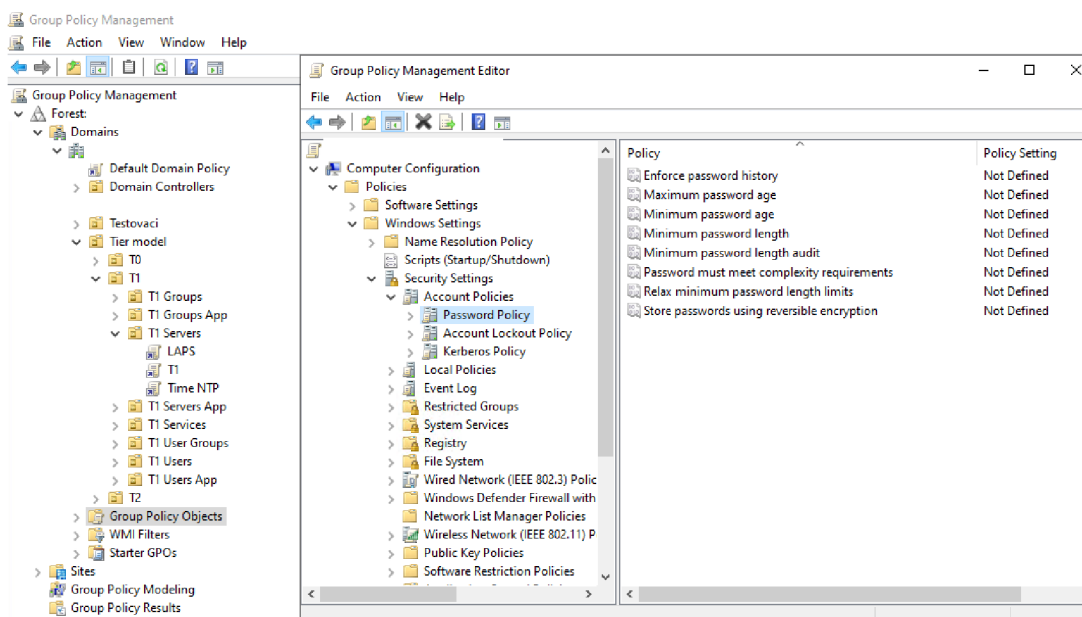 Group Policy Management
File Action View Window Help
Group Policy Management
Forest:
Domains
Default Domain Policy
Domain Controllers
Testovaci
Tier model
T0
T1
T1 Groups
T1 Groups App
T1 Servers
LAPS
T1
Time NTP
T1 Servers App
T1 Services
T1 User Groups
T1 Users
T1 Users App
T2
Group Policy Objects
WMI Filters
Starter GPOs
Sites
Group Policy Modeling
Group Policy Results
Group Policy Management Editor
File Action View Help
Computer Configuration
Policies
Software Settings
Windows Settings
Name Resolution Policy
Scripts (Startup/Shutdown)
Security Settings
Account Policies
Password Policy
Account Lockout Policy
Kerberos Policy
Local Policies
Event Log
Restricted Groups
System Services
Registry
File System
Wired Network (IEEE 802.3) Polic
Windows Defender Firewall with
Network List Manager Policies
Wireless Network (IEEE 802.11) P
Public Key Policies
Software Restriction Policies
Policy Policy Setting
Enforce password history Not Defined
Maximum password age Not Defined
Minimum password age Not Defined
Minimum password length Not Defined
Minimum password length audit Not Defined
Password must meet complexity requirements Not Defined
Relax minimum password length limits Not Defined
Store passwords using reversible encryption Not Defined